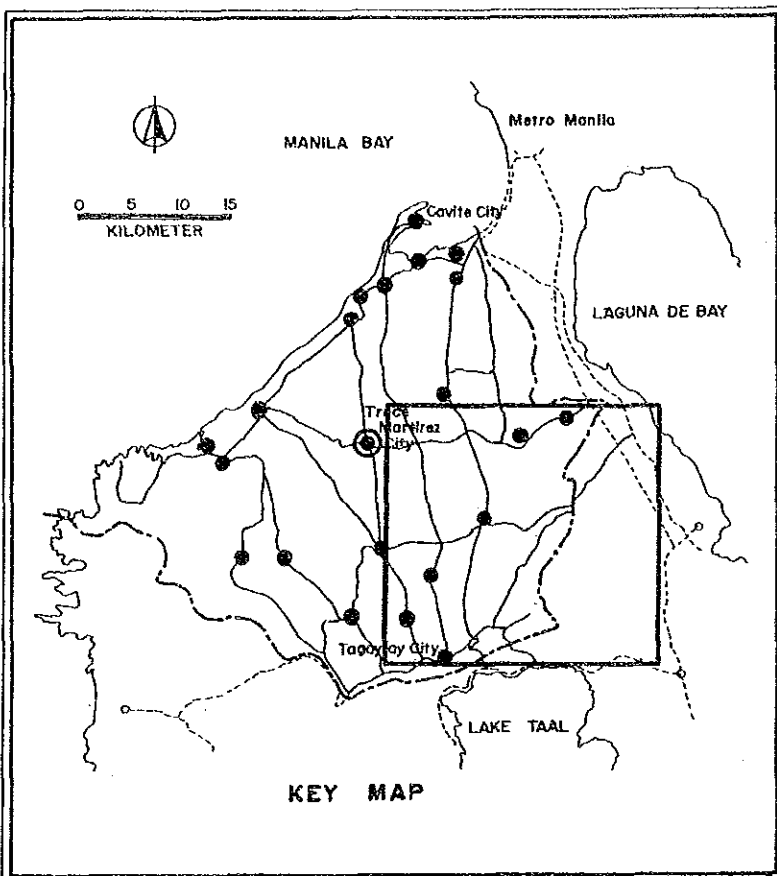 Metro Manila
MANILA BAY
0 5 10 15
KILOMETER
Cavite City
LAGUNA DE BAY
Trece
Martirez
City
Tagaytay City
LAKE TAAL
KEY MAP